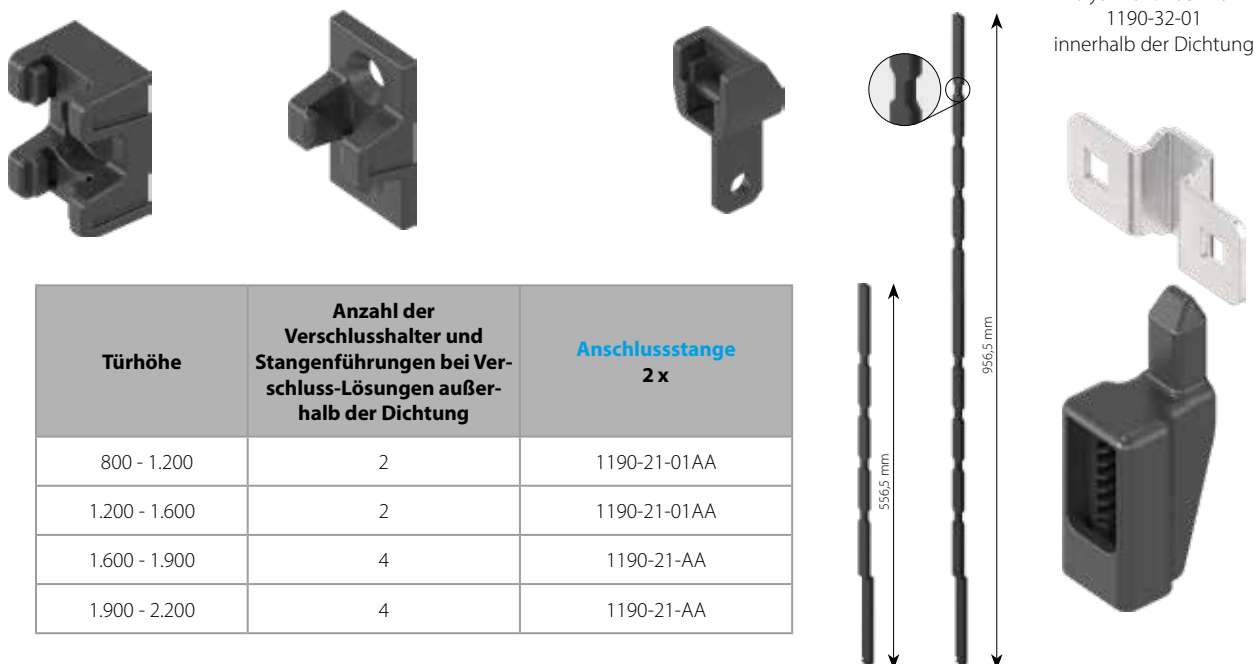 1190-32-01
innerhalb der Dichtung
956,5 mm
556,5 mm
Türhöhe
Anzahl der
Verschlusshalter und
Stangenführungen bei Ver-
schluss-Lösungen außer-
halb der Dichtung
Anschlussstange
2 x
800 - 1.200
2
1190-21-01AA
1.200 - 1.600
2
1190-21-01AA
1.600 - 1.900
4
1190-21-AA
1.900 - 2.200
4
1190-21-AA